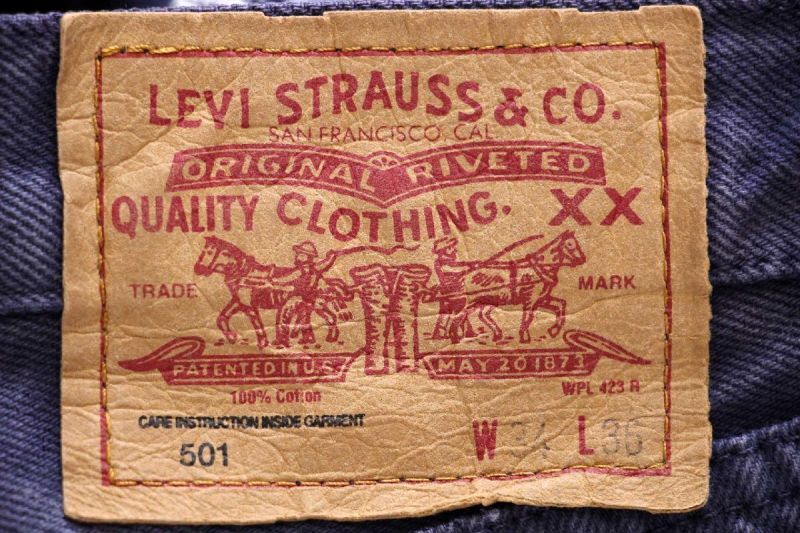 LEVI STRAUSS & CO.
SAN FRANCISCO, CAL
ORIGINAL RIVETED
QUALITY CLOTHING. XX
TRADE MARK
PATENTED IN U.S. MAY 20 1873
100% Cotton WPL 423 R
CARE INSTRUCTION INSIDE GARMENT
501 W 34 L 36